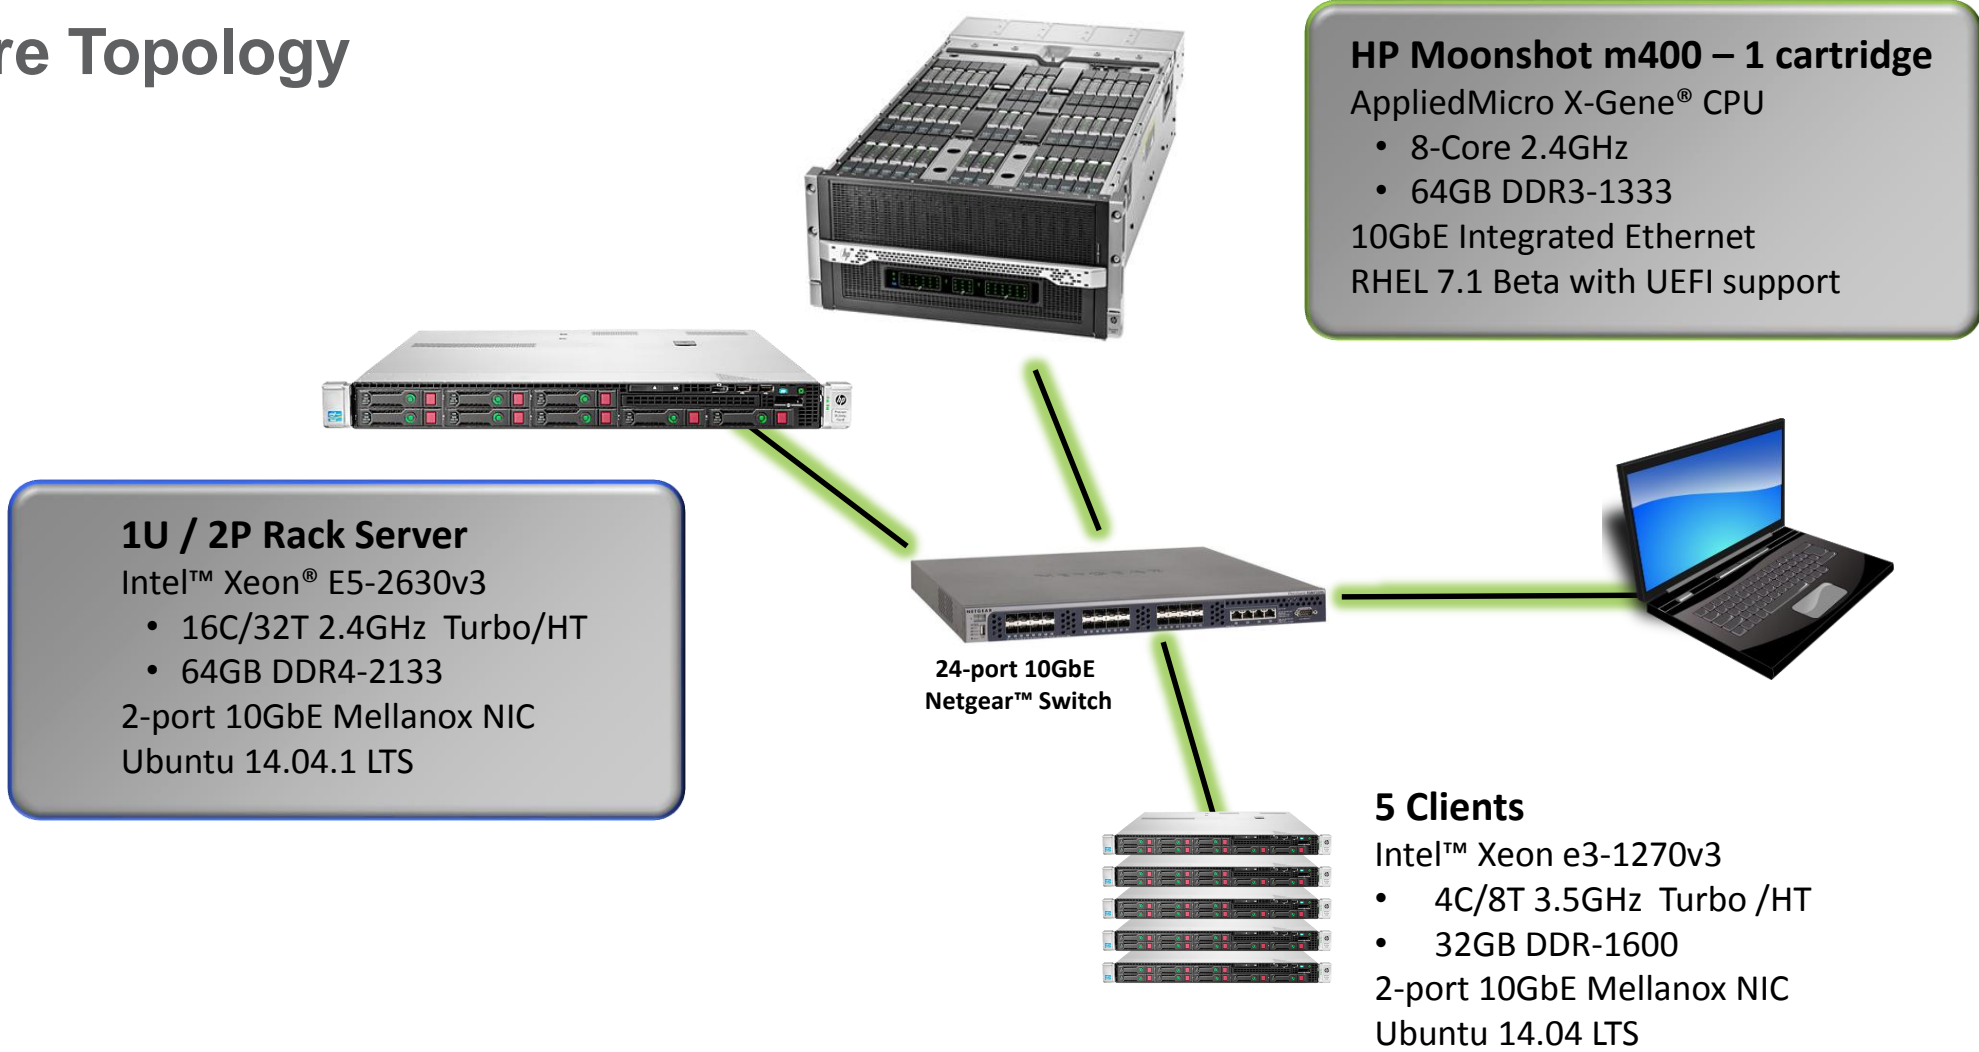 re Topology
HP Moonshot m400 – 1 cartridge
AppliedMicro X-Gene® CPU
• 8-Core 2.4GHz
• 64GB DDR3-1333
10GbE Integrated Ethernet
RHEL 7.1 Beta with UEFI support
1U / 2P Rack Server
Intel™ Xeon® E5-2630v3
• 16C/32T 2.4GHz Turbo/HT
• 64GB DDR4-2133
2-port 10GbE Mellanox NIC
Ubuntu 14.04.1 LTS
NETGEAR
NETGEAR
24-port 10GbE
Netgear™ Switch
5 Clients
Intel™ Xeon e3-1270v3
• 4C/8T 3.5GHz Turbo /HT
• 32GB DDR-1600
2-port 10GbE Mellanox NIC
Ubuntu 14.04 LTS